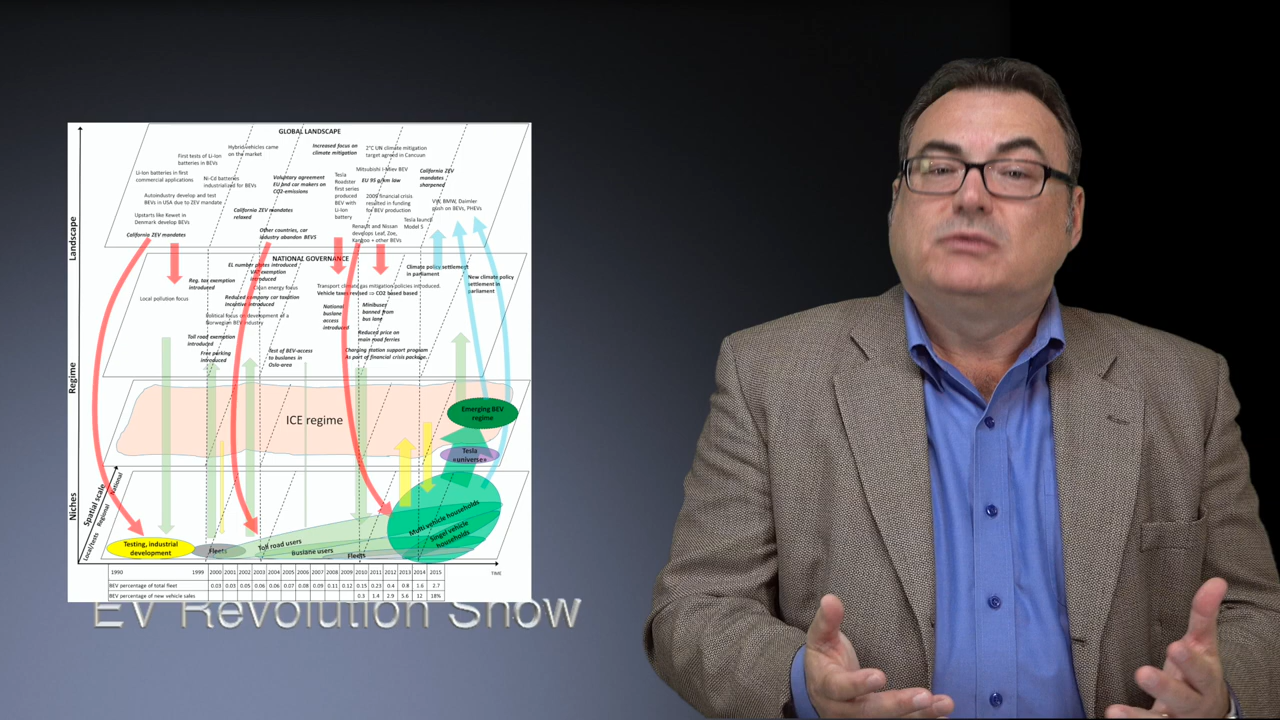 GLOBAL LANDSCAPE
Hybrid vehicles came
on the market
First tests of Li-ion
batteries in BEVs
Increased focus on
climate mitigation
2°C UN climate mitigation
target agreed in Cancuun
Li-Ion batteries in first
commercial applications
Ni-Cd batteries
industrialized for BEVs
Voluntary agreement
EU and car makers on
CO2-emissions
Tesla
Roadster
first series
produced
BEV with
Li-Ion
battery
Mitsubishi I-Miev BEV
EU 95 g/km law
California ZEV
mandates
sharpened
Autoindustry develop and test
BEVs in USA due to ZEV mandate
2009 financial crisis
resulted in funding
for BEV production
VW, BMW, Daimler
push on BEVs, PHEVs
Upstarts like Kewet in
Denmark develop BEVs
California ZEV mandates
relaxed
Tesla launch
Model S
California ZEV mandates
Other countries, car
industry abandon BEVS
Renault and Nissan
develops Leaf, Zoe,
Kangoo + other BEVs
Landscape
NATIONAL GOVERNANCE
EL number plates introduced
VAT exemption
introduced
Climate policy settlement
in parliament
New climate policy
settlement in
parliament
Reg. tax exemption
introduced
Clean energy focus
Transport climate gas mitigation policies introduced.
Vehicle taxes revised ⇒ CO2 based based
Local pollution focus
Reduced company car taxation
Incentive introduced
National
buslane
access
introduced
Minibuses
banned from
bus lane
Political focus on development of a
Norwegian BEV industry
Toll road exemption
introduced
Reduced price on
main road ferries
Free parking
introduced
Test of BEV-access
to buslanes in
Oslo-area
Charging station support program
As part of financial crisis package.
Regime
ICE regime
Emerging BEV
regime
Tesla
«universe»
Niches
Spatial scale
Local/tests
Regional
National
Multi vehicle households
Singel vehicle
households
Testing, industrial
development
Fleets
Toll road users
Buslane users
Fleets
TIME
1990 1999 2000 2001 2002 2003 2004 2005 2006 2007 2008 2009 2010 2011 2012 2013 2014 2015
BEV percentage of total fleet 0.03 0.03 0.05 0.06 0.06 0.07 0.08 0.09 0.11 0.12 0.15 0.23 0.4 0.8 1.6 2.7
BEV percentage of new vehicle sales 0.3 1.4 2.9 5.6 12 18%
EV Revolution Show